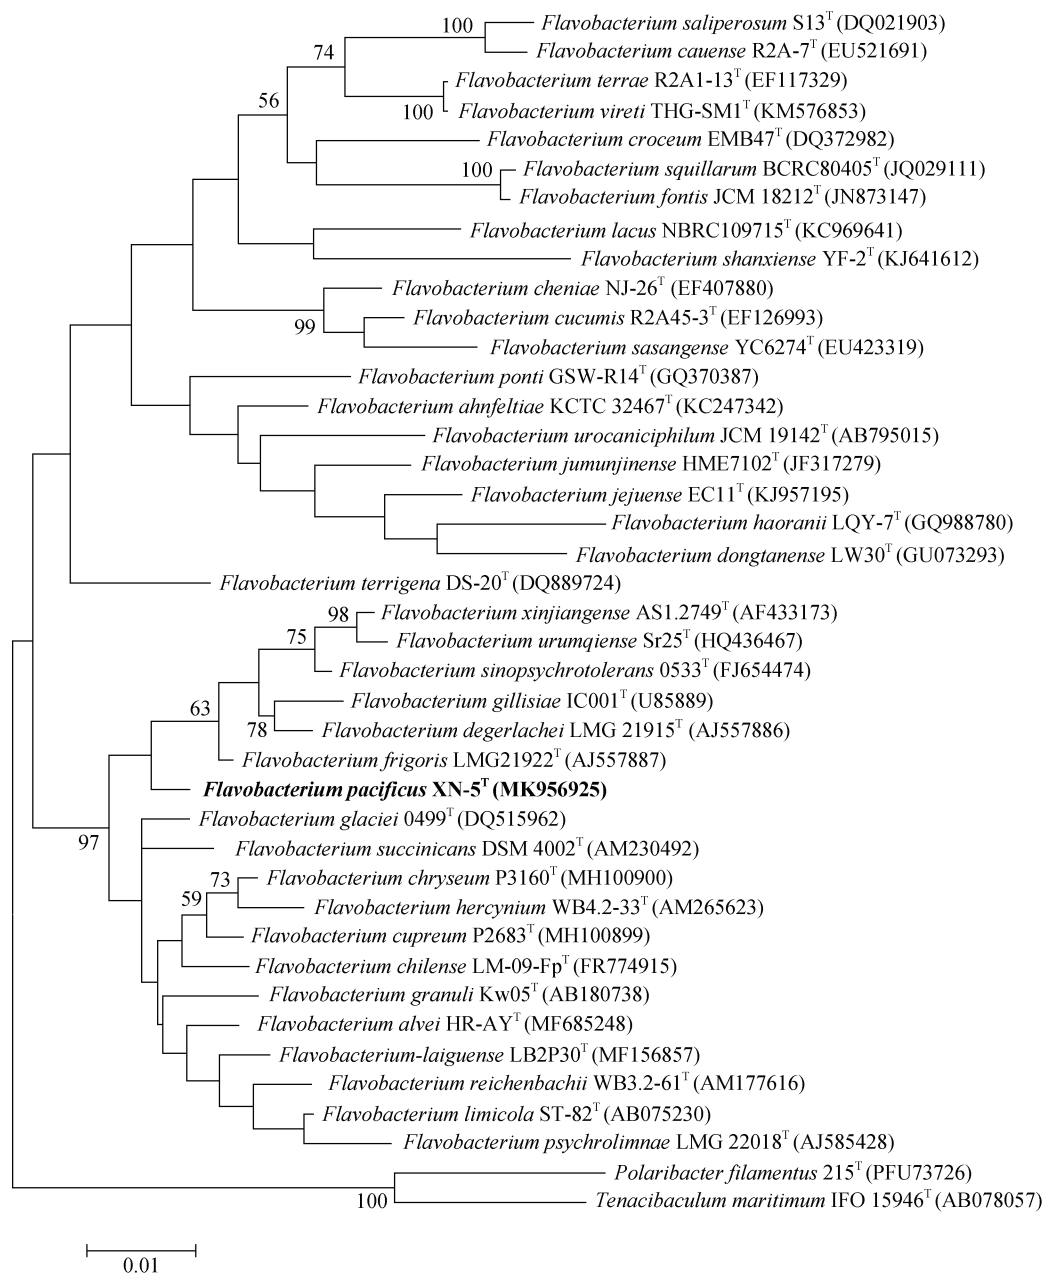 100 Flavobacterium saliperosum S13ᵀ (DQ021903)
Flavobacterium cauense R2A-7ᵀ (EU521691)
74
Flavobacterium terrae R2A1-13ᵀ (EF117329)
56
100 Flavobacterium vireti THG-SM1ᵀ (KM576853)
Flavobacterium croceum EMB47ᵀ (DQ372982)
100 Flavobacterium squillarum BCRC80405ᵀ (JQ029111)
Flavobacterium fontis JCM 18212ᵀ (JN873147)
Flavobacterium lacus NBRC109715ᵀ (KC969641)
Flavobacterium shanxiense YF-2ᵀ (KJ641612)
Flavobacterium cheniae NJ-26ᵀ (EF407880)
Flavobacterium cucumis R2A45-3ᵀ (EF126993)
99
Flavobacterium sasangense YC6274ᵀ (EU423319)
Flavobacterium ponti GSW-R14ᵀ (GQ370387)
Flavobacterium ahnfeltiae KCTC 32467ᵀ (KC247342)
Flavobacterium urocaniciphilum JCM 19142ᵀ (AB795015)
Flavobacterium jumunjinense HME7102ᵀ (JF317279)
Flavobacterium jejuense EC11ᵀ (KJ957195)
Flavobacterium haoranii LQY-7ᵀ (GQ988780)
Flavobacterium dongtanense LW30ᵀ (GU073293)
Flavobacterium terrigena DS-20ᵀ (DQ889724)
98 Flavobacterium xinjiangense AS1.2749ᵀ (AF433173)
75 Flavobacterium urumqiense Sr25ᵀ (HQ436467)
Flavobacterium sinopsychrotolerans 0533ᵀ (FJ654474)
Flavobacterium gillisiae IC001ᵀ (U85889)
63
78 Flavobacterium degerlachei LMG 21915ᵀ (AJ557886)
Flavobacterium frigoris LMG21922ᵀ (AJ557887)
Flavobacterium pacificus XN-5ᵀ (MK956925)
Flavobacterium glaciei 0499ᵀ (DQ515962)
97
Flavobacterium succinicans DSM 4002ᵀ (AM230492)
73 Flavobacterium chryseum P3160ᵀ (MH100900)
59 Flavobacterium hercynium WB4.2-33ᵀ (AM265623)
Flavobacterium cupreum P2683ᵀ (MH100899)
Flavobacterium chilense LM-09-Fpᵀ (FR774915)
Flavobacterium granuli Kw05ᵀ (AB180738)
Flavobacterium alvei HR-AYᵀ (MF685248)
Flavobacterium-laiguense LB2P30ᵀ (MF156857)
Flavobacterium reichenbachii WB3.2-61ᵀ (AM177616)
Flavobacterium limicola ST-82ᵀ (AB075230)
Flavobacterium psychrolimnae LMG 22018ᵀ (AJ585428)
Polaribacter filamentus 215ᵀ (PFU73726)
100 Tenacibaculum maritimum IFO 15946ᵀ (AB078057)
0.01